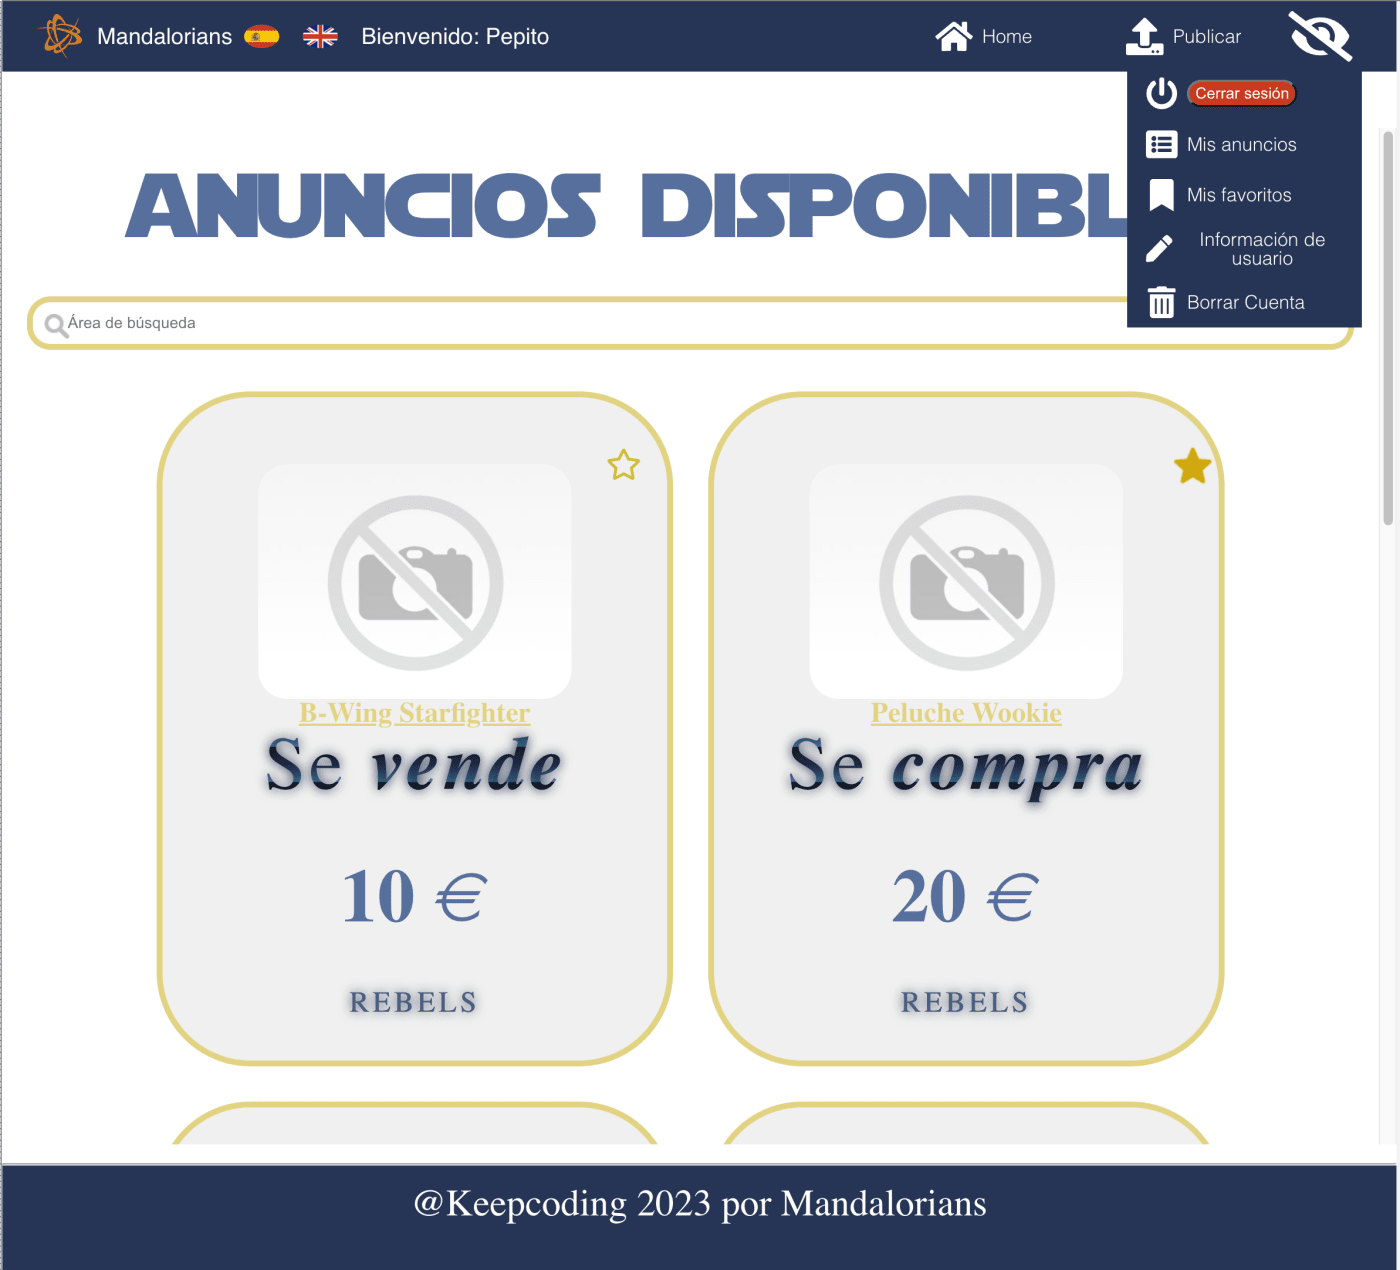 Mandalorians
Bienvenido: Pepito
Home
Publicar
Cerrar sesión
Mis anuncios
Mis favoritos
Información de
usuario
Borrar Cuenta
ANUNCIOS DISPONIBL
Área de búsqueda
B-Wing Starfighter
Se vende
10 €
REBELS
Peluche Wookie
Se compra
20 €
REBELS
@Keepcoding 2023 por Mandalorians